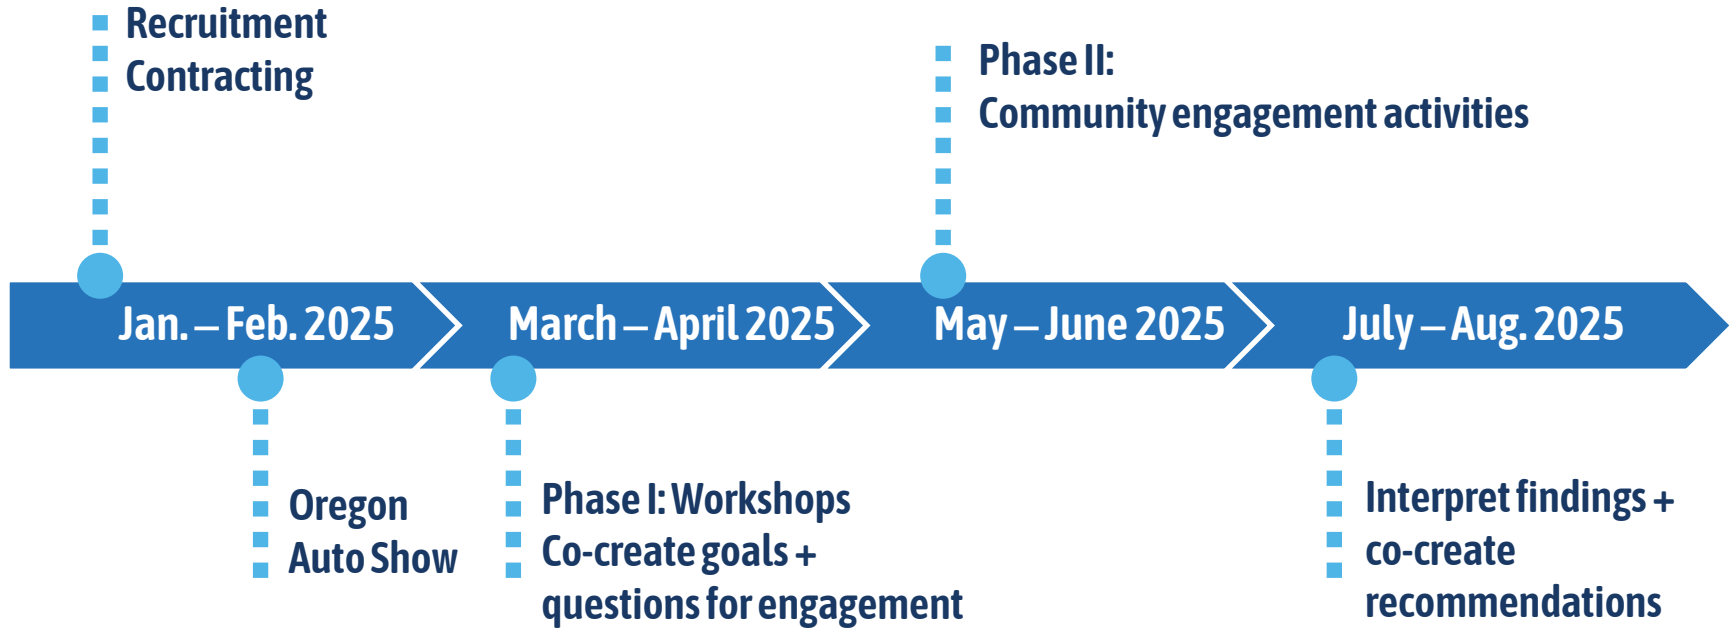 Recruitment
Contracting
Phase II:
Community engagement activities
Jan. – Feb. 2025
March – April 2025
May – June 2025
July – Aug. 2025
Oregon
Auto Show
Phase I: Workshops
Co-create goals +
questions for engagement
Interpret findings +
co-create
recommendations